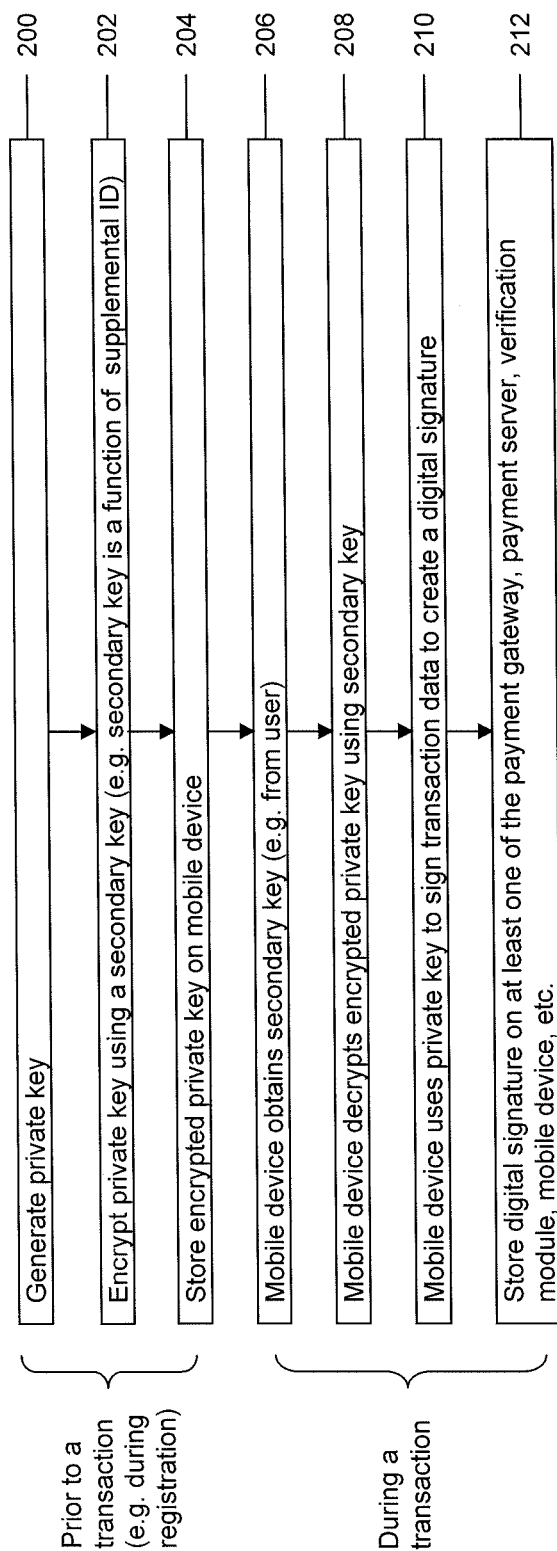 Prior to a
transaction
(e.g. during
registration)
Generate private key
200
Encrypt private key using a secondary key (e.g. secondary key is a function of supplemental ID)
202
Store encrypted private key on mobile device
204
During a
transaction
Mobile device obtains secondary key (e.g. from user)
206
Mobile device decrypts encrypted private key using secondary key
208
Mobile device uses private key to sign transaction data to create a digital signature
210
Store digital signature on at least one of the payment gateway, payment server, verification
module, mobile device, etc.
212